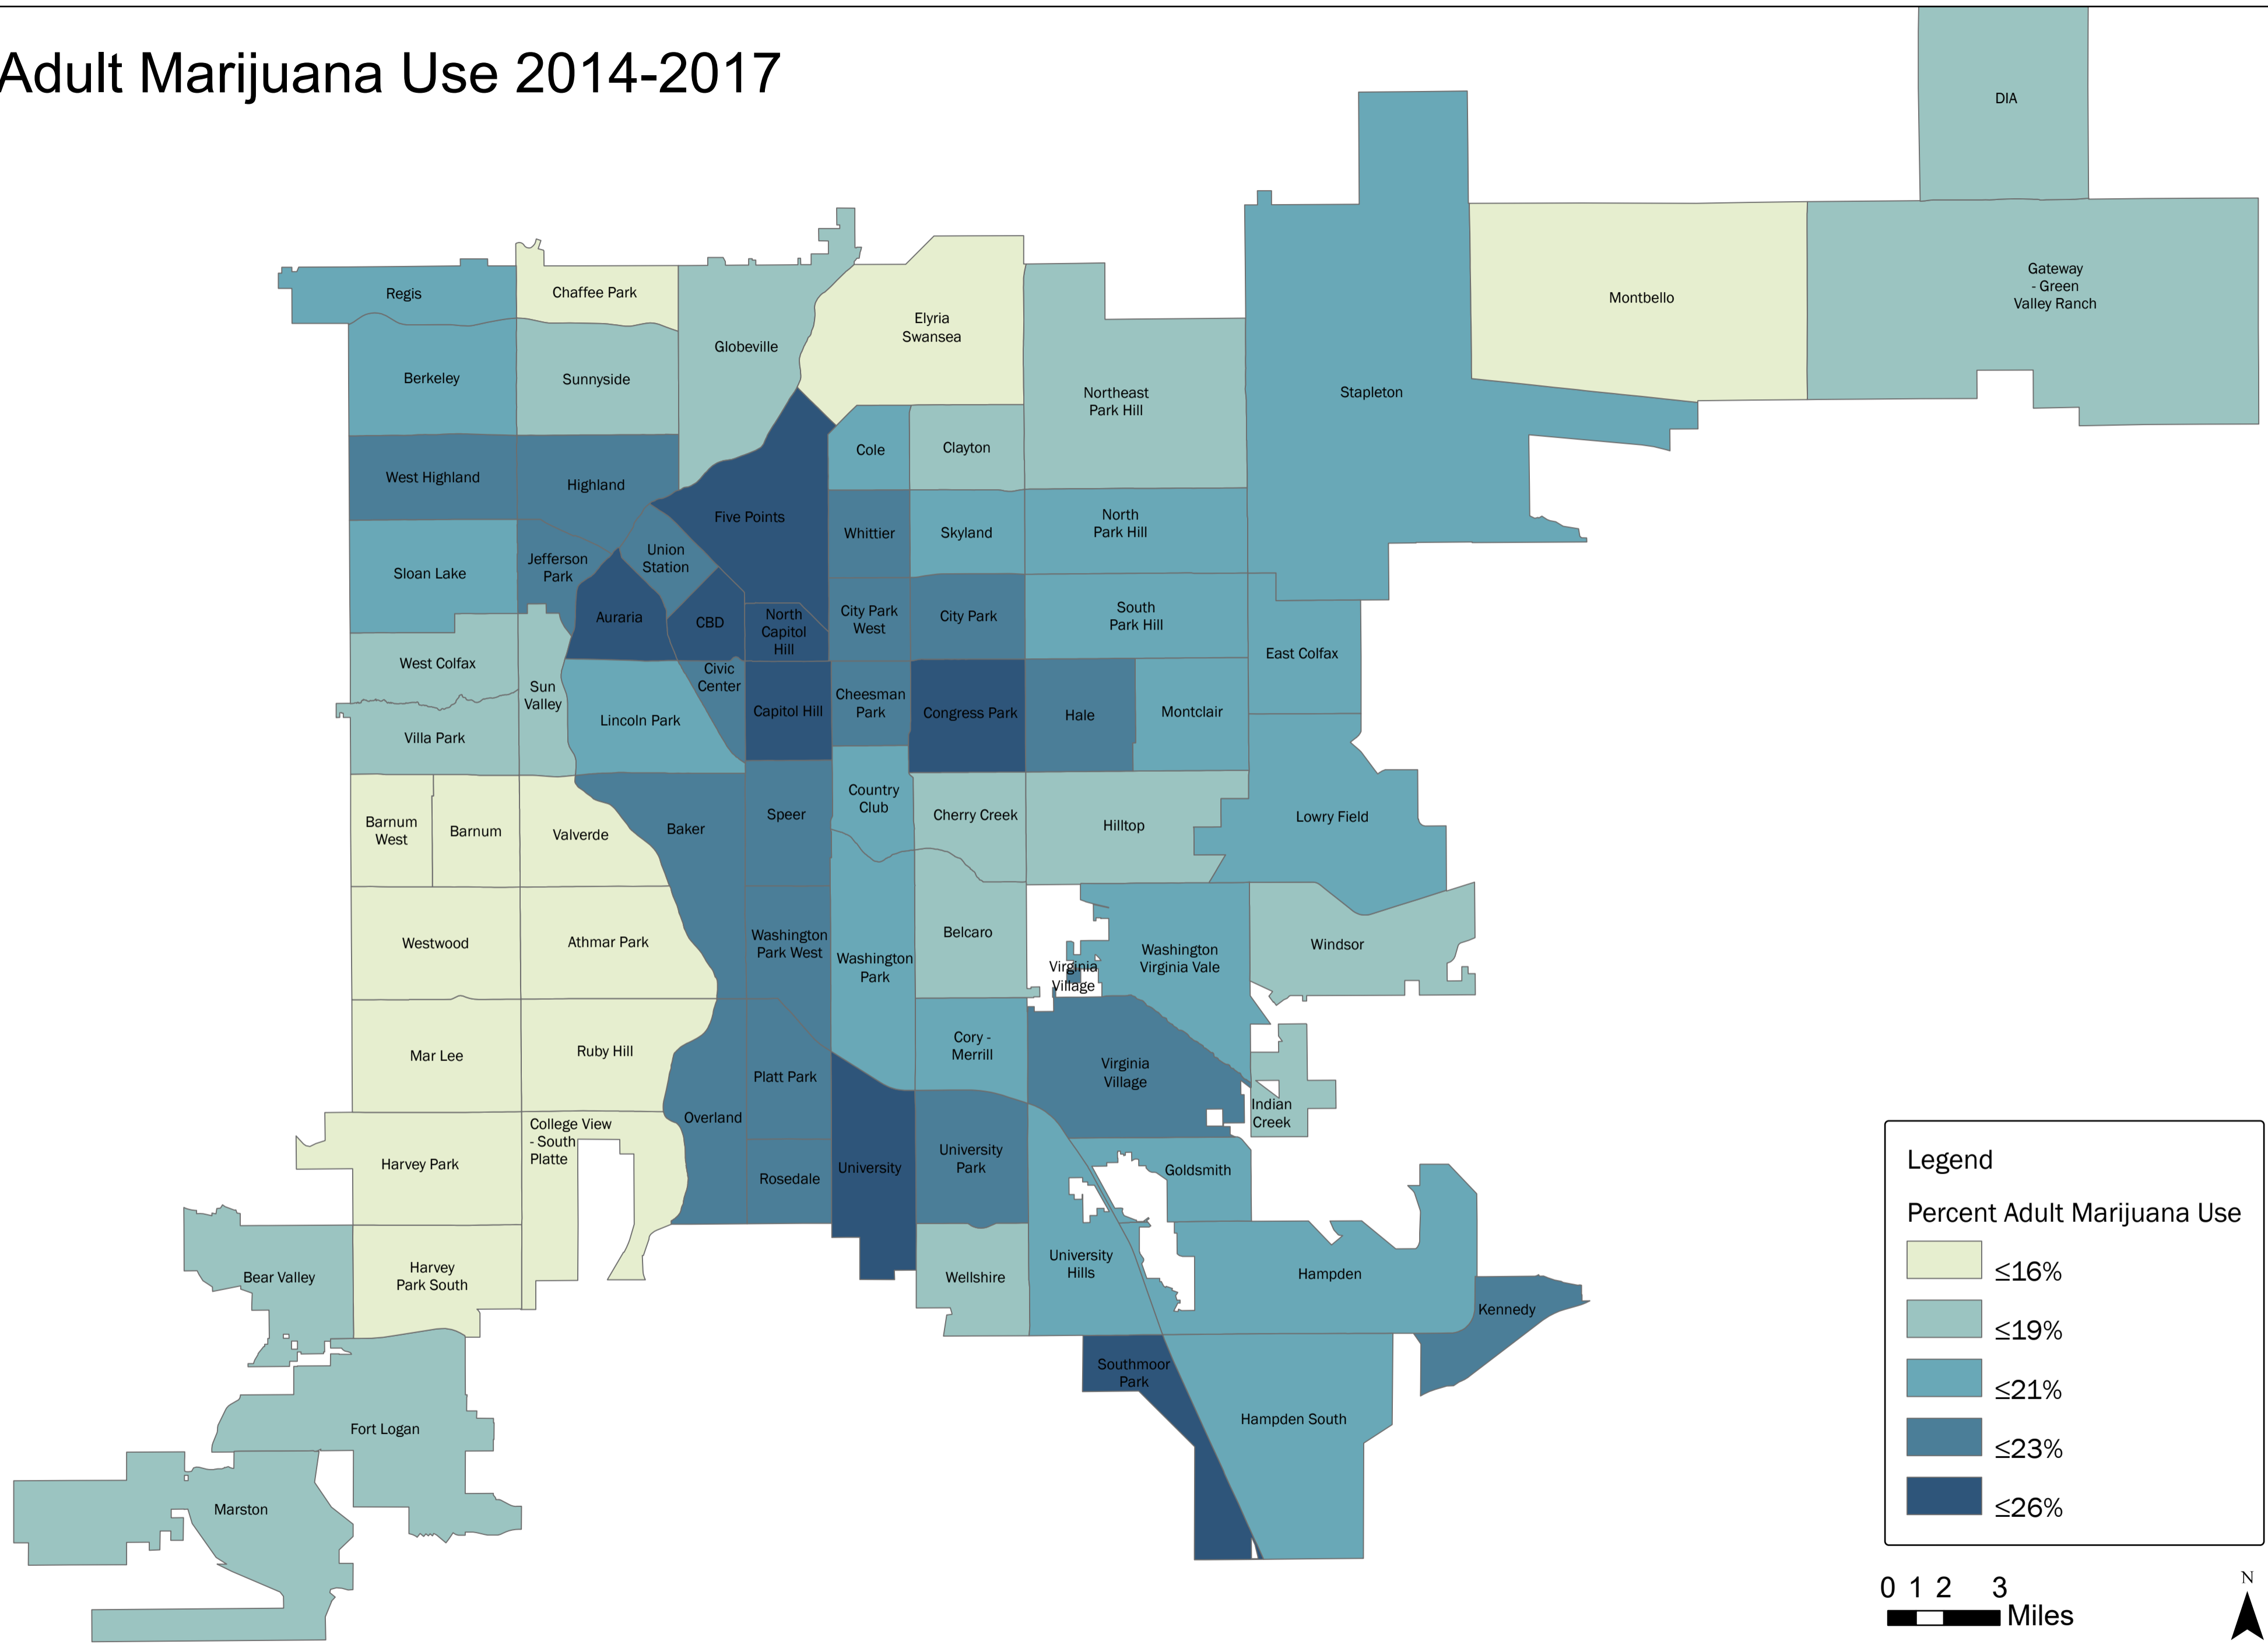 Adult Marijuana Use 2014-2017
DIA
Gateway
- Green
Valley Ranch
Montbello
Regis
Chaffee Park
Elyria
Swansea
Globeville
Berkeley
Sunnyside
Northeast
Park Hill
Stapleton
Cole
Clayton
West Highland
Highland
Five Points
North
Park Hill
Whittier
Skyland
Union
Station
Jefferson
Park
Sloan Lake
Auraria
CBD
North
Capitol
Hill
City Park
West
City Park
South
Park Hill
East Colfax
West Colfax
Civic
Center
Sun
Valley
Lincoln Park
Capitol Hill
Cheesman
Park
Congress Park
Hale
Montclair
Villa Park
Country
Club
Cherry Creek
Hilltop
Lowry Field
Barnum
West
Barnum
Valverde
Baker
Speer
Westwood
Athmar Park
Washington
Park West
Washington
Park
Belcaro
Virginia
Village
Washington
Virginia Vale
Windsor
Mar Lee
Ruby Hill
Platt Park
Cory -
Merrill
Virginia
Village
Indian
Creek
Overland
College View
- South
Platte
Harvey Park
Rosedale
University
University
Park
Goldsmith
Bear Valley
Harvey
Park South
Wellshire
University
Hills
Hampden
Kennedy
Southmoor
Park
Hampden South
Fort Logan
Marston
Legend
Percent Adult Marijuana Use
≤16%
≤19%
≤21%
≤23%
≤26%
0 1 2 3
Miles
N